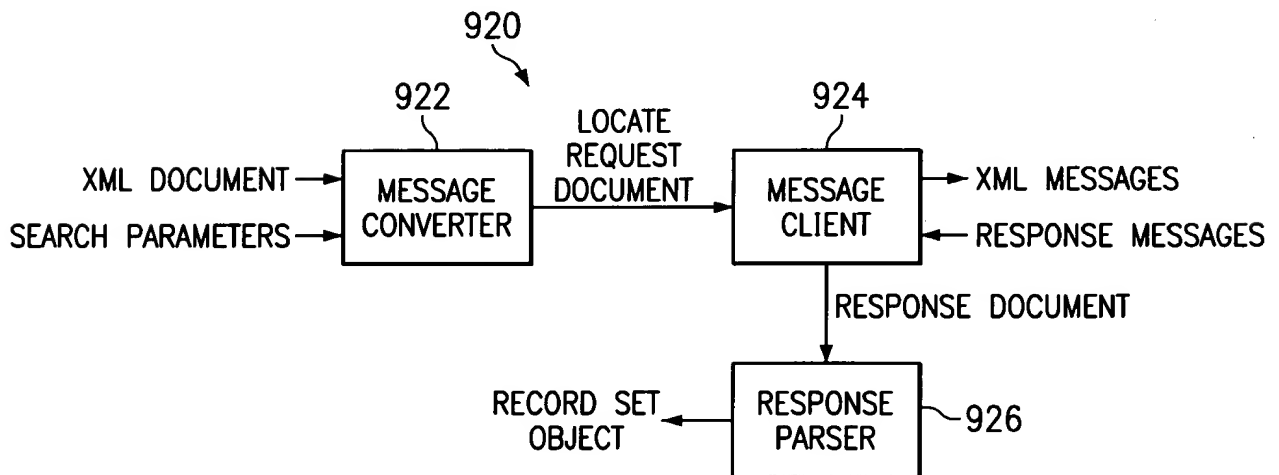 920
922
924
LOCATE
REQUEST
DOCUMENT
XML DOCUMENT
SEARCH PARAMETERS
MESSAGE
CONVERTER
MESSAGE
CLIENT
XML MESSAGES
RESPONSE MESSAGES
RESPONSE DOCUMENT
RECORD SET
OBJECT
RESPONSE
PARSER
926